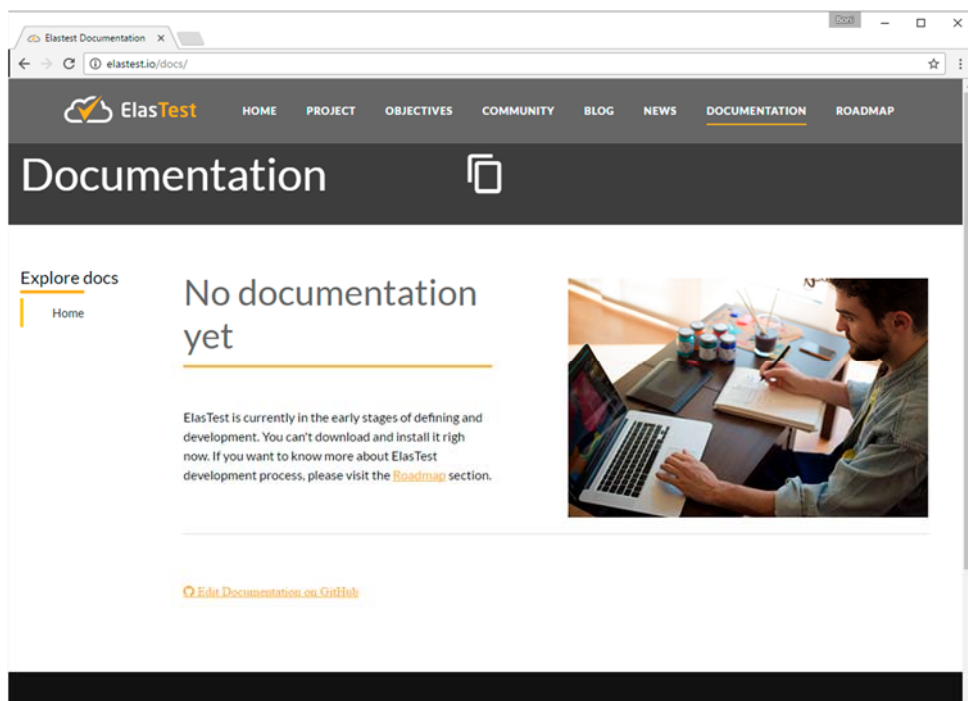 Boni
Elastest Documentation
elastest.io/docs/
ElasTest HOME PROJECT OBJECTIVES COMMUNITY BLOG NEWS DOCUMENTATION ROADMAP
Documentation
Explore docs
Home
No documentation
yet
ElasTest is currently in the early stages of defining and
development. You can't download and install it righ
now. If you want to know more about ElasTest
development process, please visit the Roadmap section.
Edit Documentation on GitHub